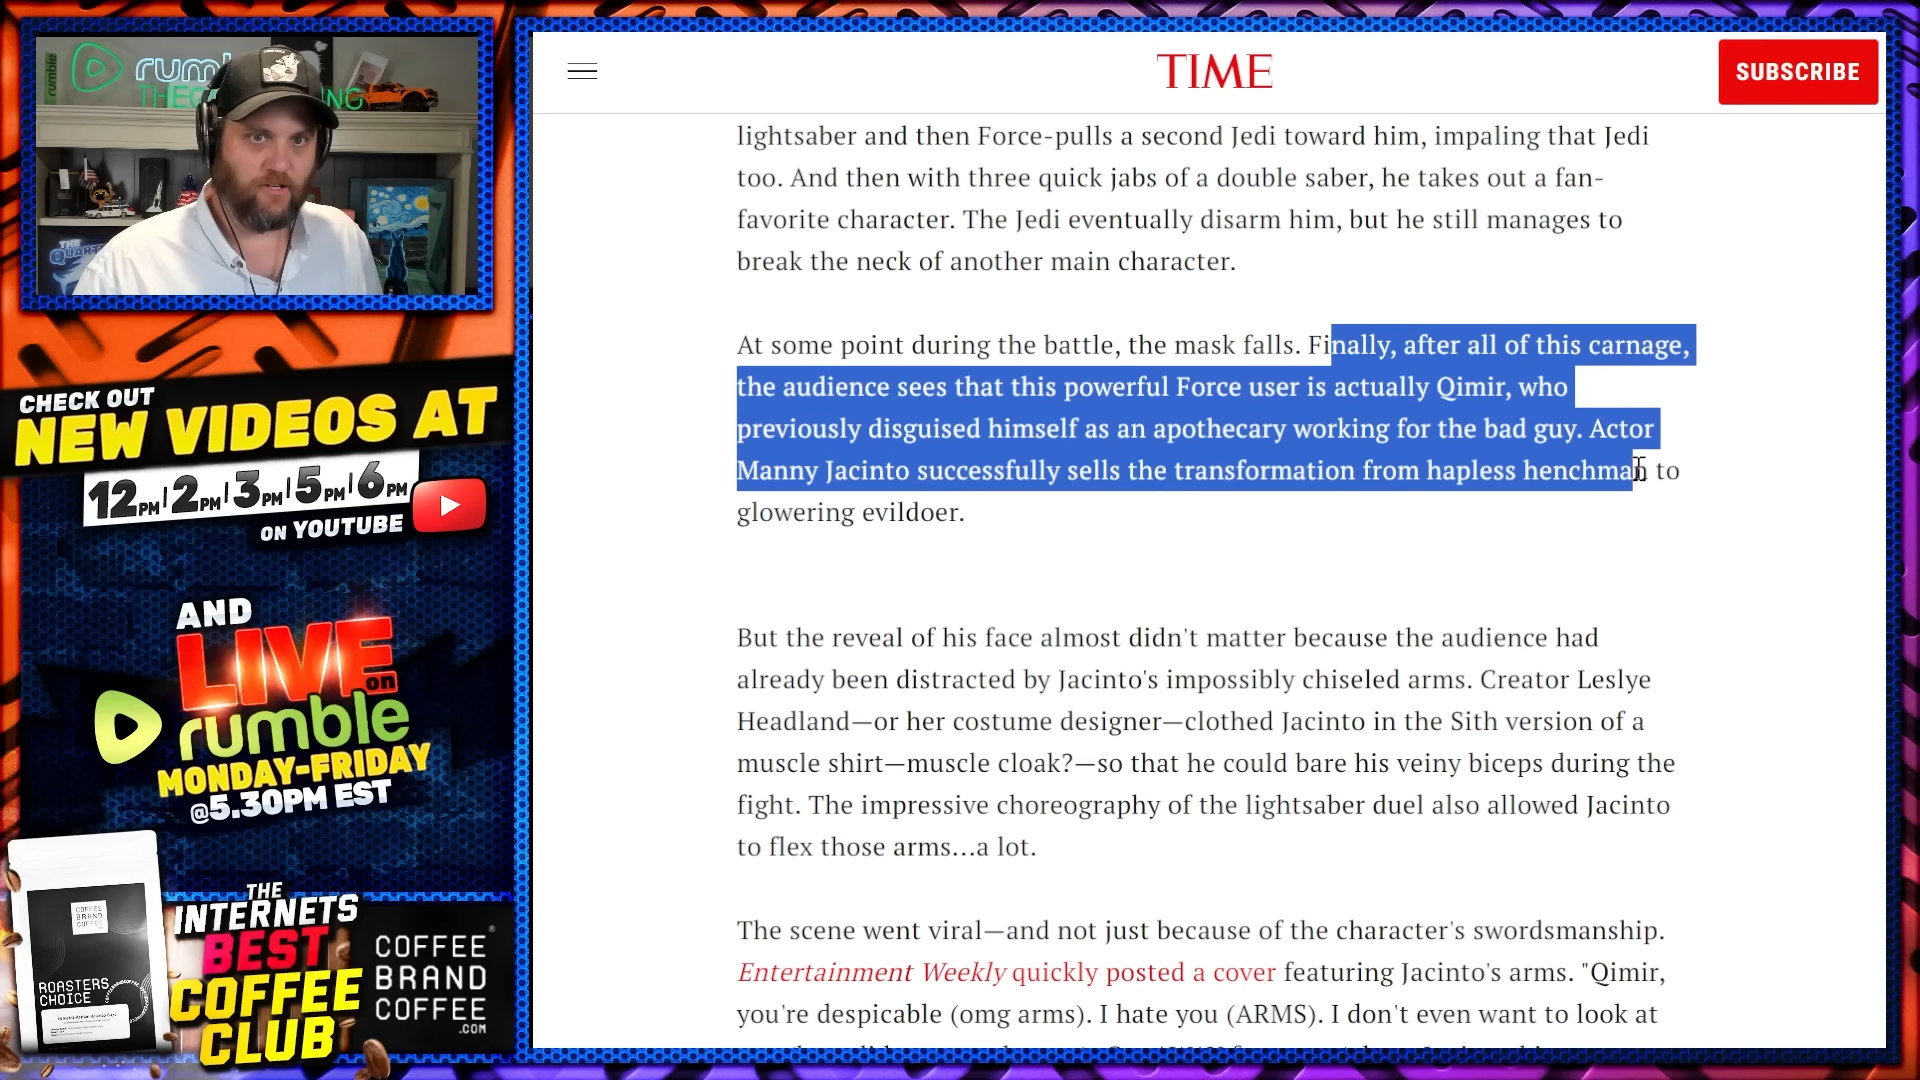 rumble
THE
NG
THE
QUART
CHECK OUT
NEW VIDEOS AT
12PM | 2PM | 3PM | 5PM | 6PM
ON YOUTUBE
AND
LIVE on
rumble
MONDAY-FRIDAY
@5.30PM EST
COFFEE
BRAND
COFFEE
ROASTERS
CHOICE
THE
INTERNETS
BEST
COFFEE
CLUB
COFFEE
BRAND
COFFEE
.COM
TIME
SUBSCRIBE
lightsaber and then Force-pulls a second Jedi toward him, impaling that Jedi
too. And then with three quick jabs of a double saber, he takes out a fan-
favorite character. The Jedi eventually disarm him, but he still manages to
break the neck of another main character.
At some point during the battle, the mask falls. Finally, after all of this carnage,
the audience sees that this powerful Force user is actually Qimir, who
previously disguised himself as an apothecary working for the bad guy. Actor
Manny Jacinto successfully sells the transformation from hapless henchman to
glowering evildoer.
But the reveal of his face almost didn't matter because the audience had
already been distracted by Jacinto's impossibly chiseled arms. Creator Leslye
Headland—or her costume designer—clothed Jacinto in the Sith version of a
muscle shirt—muscle cloak?—so that he could bare his veiny biceps during the
fight. The impressive choreography of the lightsaber duel also allowed Jacinto
to flex those arms...a lot.
The scene went viral—and not just because of the character's swordsmanship.
Entertainment Weekly quickly posted a cover featuring Jacinto's arms. "Qimir,
you're despicable (omg arms). I hate you (ARMS). I don't even want to look at